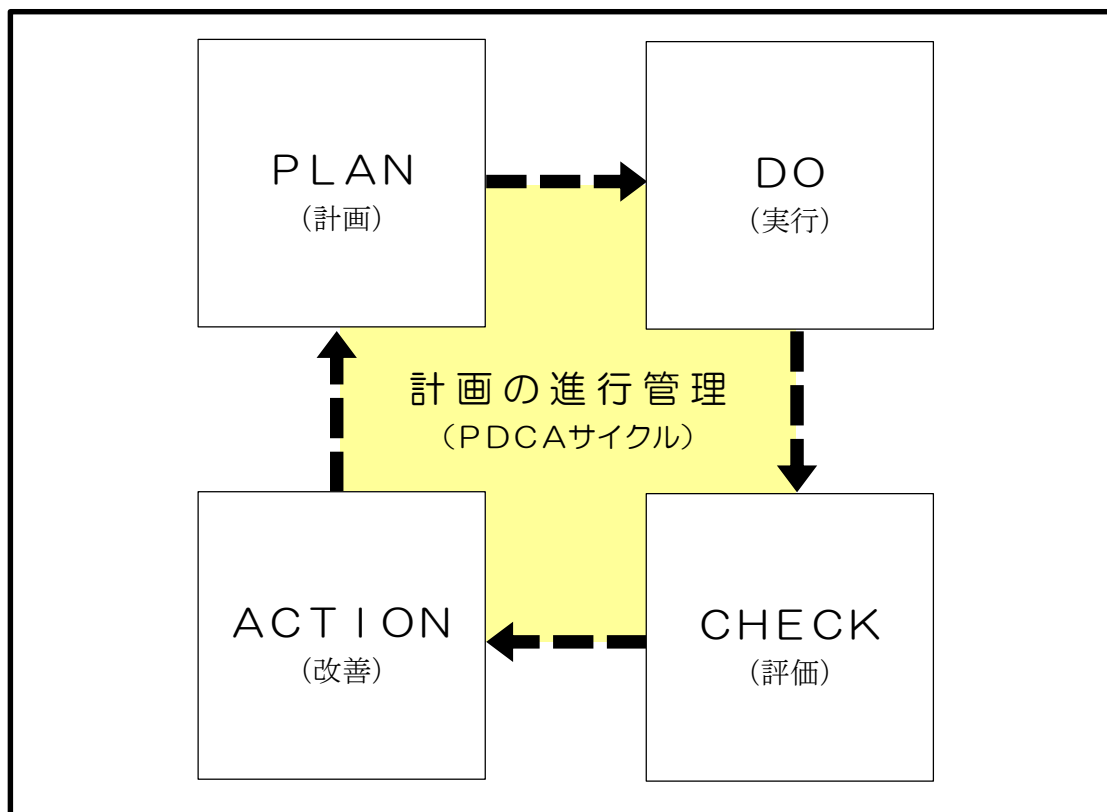 ＰＬＡＮ
（計画）
ＤＯ
（実行）
計画の進行管理
（ＰＤＣＡサイクル）
ＡＣＴＩＯＮ
（改善）
ＣＨＥＣＫ
（評価）